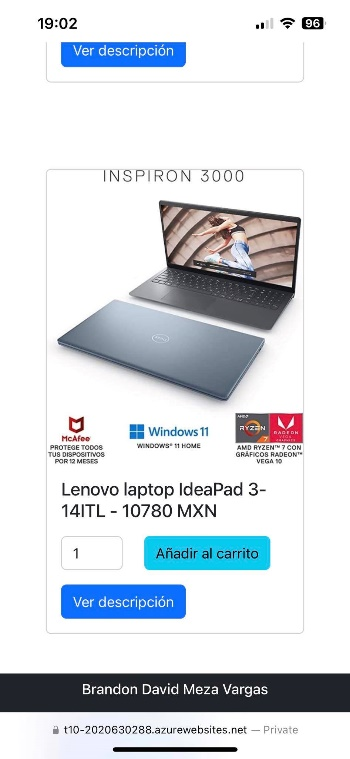 19:02
96
Ver descripción
INSPIRON 3000
McAfee
PROTEGE TODOS
TUS DISPOSITIVOS
POR 12 MESES
Windows 11
WINDOWS® 11 HOME
AMD
RYZEN
7
RADEON
AMD RYZEN™ 7 CON
GRÁFICOS RADEON™
VEGA 10
Lenovo laptop IdeaPad 3-
14ITL - 10780 MXN
1
Añadir al carrito
Ver descripción
Brandon David Meza Vargas
t10-2020630288.azurewebsites.net — Private